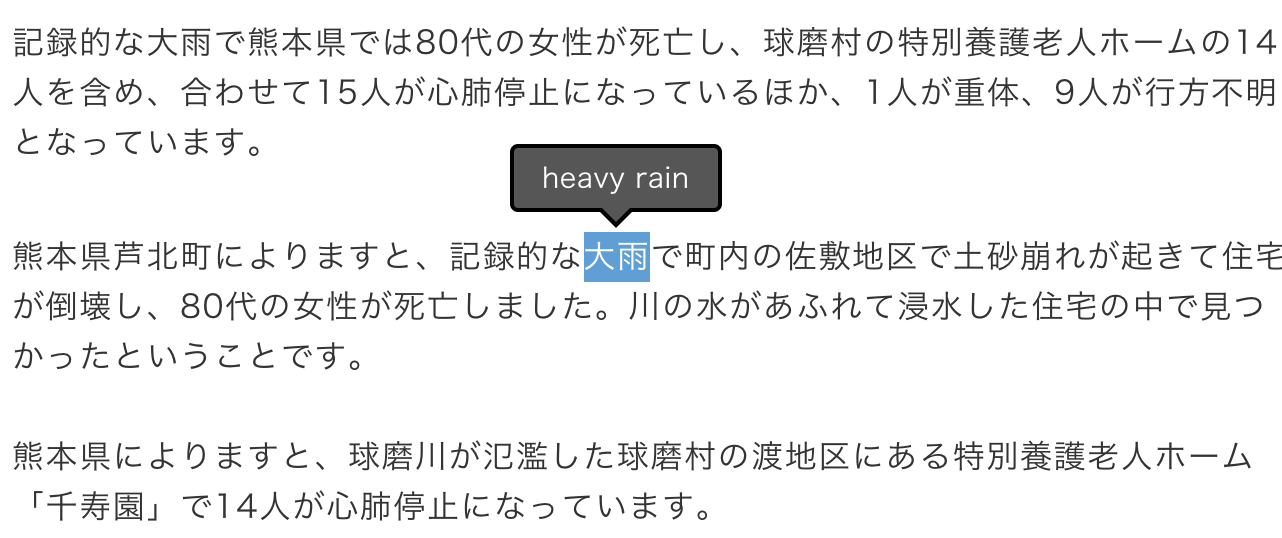 記録的な大雨で熊本県では80代の女性が死亡し、球磨村の特別養護老人ホームの14
人を含め、合わせて15人が心肺停止になっているほか、1人が重体、9人が行方不明
となっています。
heavy rain
熊本県芦北町によりますと、記録的な大雨で町内の佐敷地区で土砂崩れが起きて住宅
が倒壊し、80代の女性が死亡しました。川の水があふれて浸水した住宅の中で見つ
かったということです。
熊本県によりますと、球磨川が氾濫した球磨村の渡地区にある特別養護老人ホーム
「千寿園」で14人が心肺停止になっています。